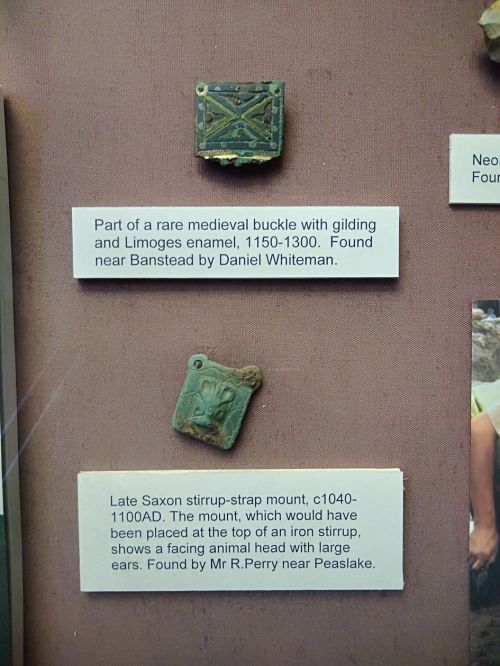 Part of a rare medieval buckle with gilding
and Limoges enamel, 1150-1300. Found
near Banstead by Daniel Whiteman.
Late Saxon stirrup-strap mount, c1040-
1100AD. The mount, which would have
been placed at the top of an iron stirrup,
shows a facing animal head with large
ears. Found by Mr R.Perry near Peaslake.